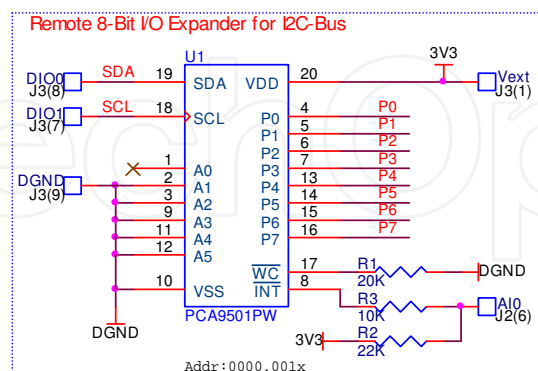 Remote 8-Bit I/O Expander for I2C-Bus
U1
3V3
DIO0 SDA 19 SDA VDD 20 Vext
J3(8) J3(1)
DIO1 SCL 18 SCL P0 4 P0
J3(7) P1 5 P1
P2 6 P2
1 A0 P3 7 P3
DGND 2 A1 P4 13 P4
J3(9) 3 A2 P5 14 P5
9 A3 P6 15 P6
11 A4 P7 16 P7
12 A5
WC 17 R1 DGND
20K
10 VSS INT 8 R3 AI0
10K J2(6)
PCA9501PW
DGND 3V3 R2
22K
Addr:0000.001x